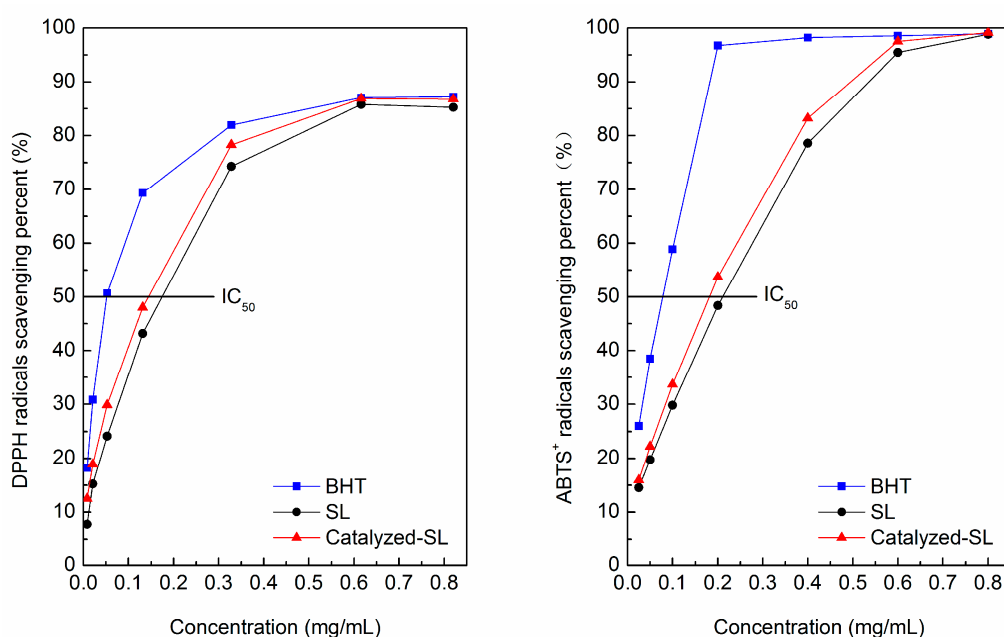 DPPH radicals scavenging percent (%)
100
90
80
70
60
50
40
30
20
10
0
IC50
BHT
SL
Catalyzed-SL
0.0 0.1 0.2 0.3 0.4 0.5 0.6 0.7 0.8
Concentration (mg/mL)
ABTS+ radicals scavenging percent (%)
100
90
80
70
60
50
40
30
20
10
0
IC50
BHT
SL
Catalyzed-SL
0.0 0.1 0.2 0.3 0.4 0.5 0.6 0.7 0.8
Concentration (mg/mL)